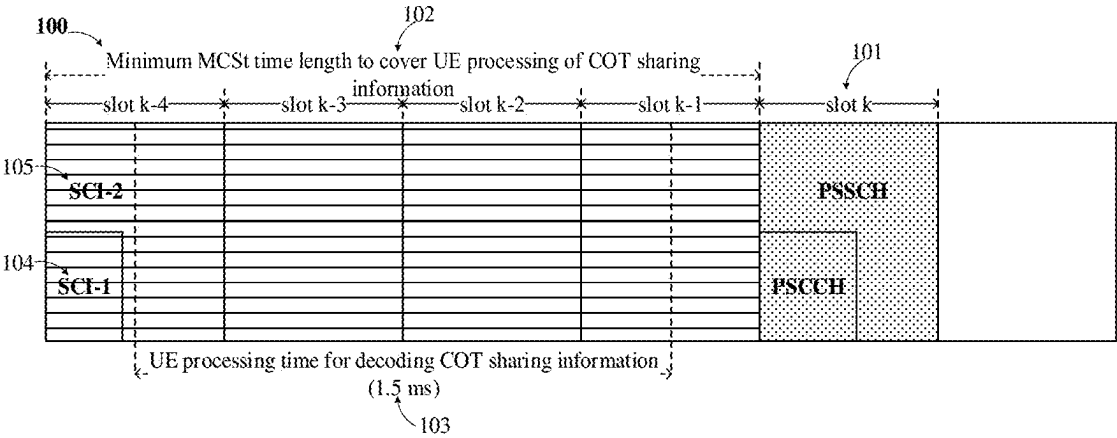 102
100
Minimum MCSt time length to cover UE processing of COT sharing
information
101
slot k-4 slot k-3 slot k-2 slot k-1 slot k
105
SCI-2
PSSCH
104
SCI-1
PSCCH
UE processing time for decoding COT sharing information
(1.5 ms)
103